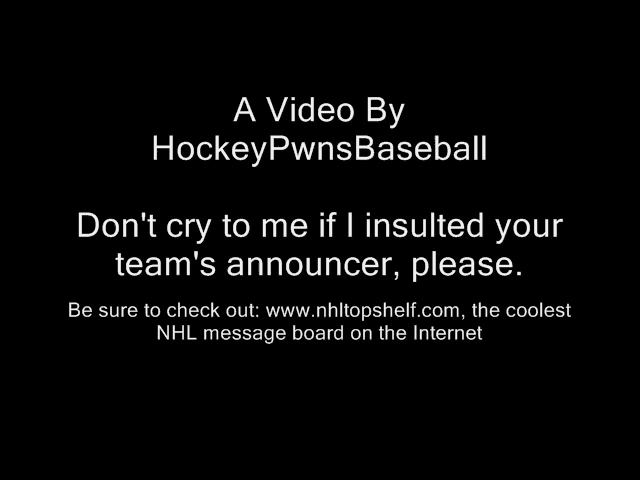 A Video By
HockeyPwnsBaseball
Don't cry to me if I insulted your
team's announcer, please.
Be sure to check out: www.nhltopshelf.com, the coolest
NHL message board on the Internet